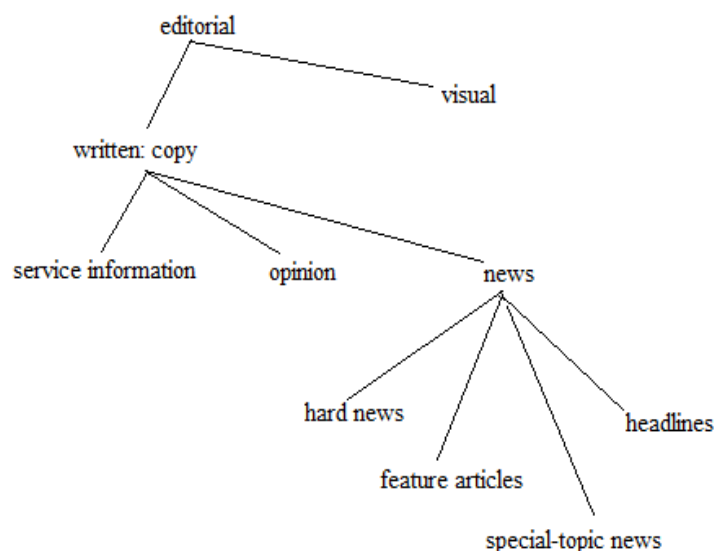 editorial
visual
written: copy
service information
opinion
news
hard news
headlines
feature articles
special-topic news